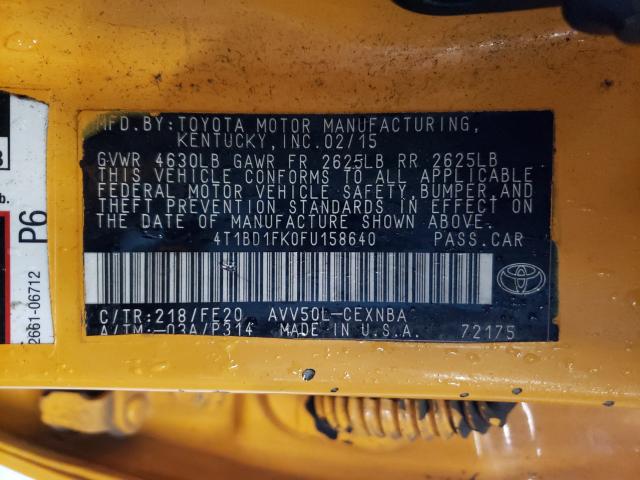 MFD.BY:TOYOTA MOTOR MANUFACTURING,
KENTUCKY, INC. 02/15
GVWR 4630LB GAWR FR 2625LB RR 2625LB
THIS VEHICLE CONFORMS TO ALL APPLICABLE
FEDERAL MOTOR VEHICLE SAFETY, BUMPER AND
THEFT PREVENTION STANDARDS IN EFFECT ON
THE DATE OF MANUFACTURE SHOWN ABOVE.
4T1BD1FK0FU158640 PASS.CAR
C/TR:218/FE20 AVV50L-CEXNBA
A/TM:-03A/P314 MADE IN U.S.A. 72175
P6
2661-06712
b.